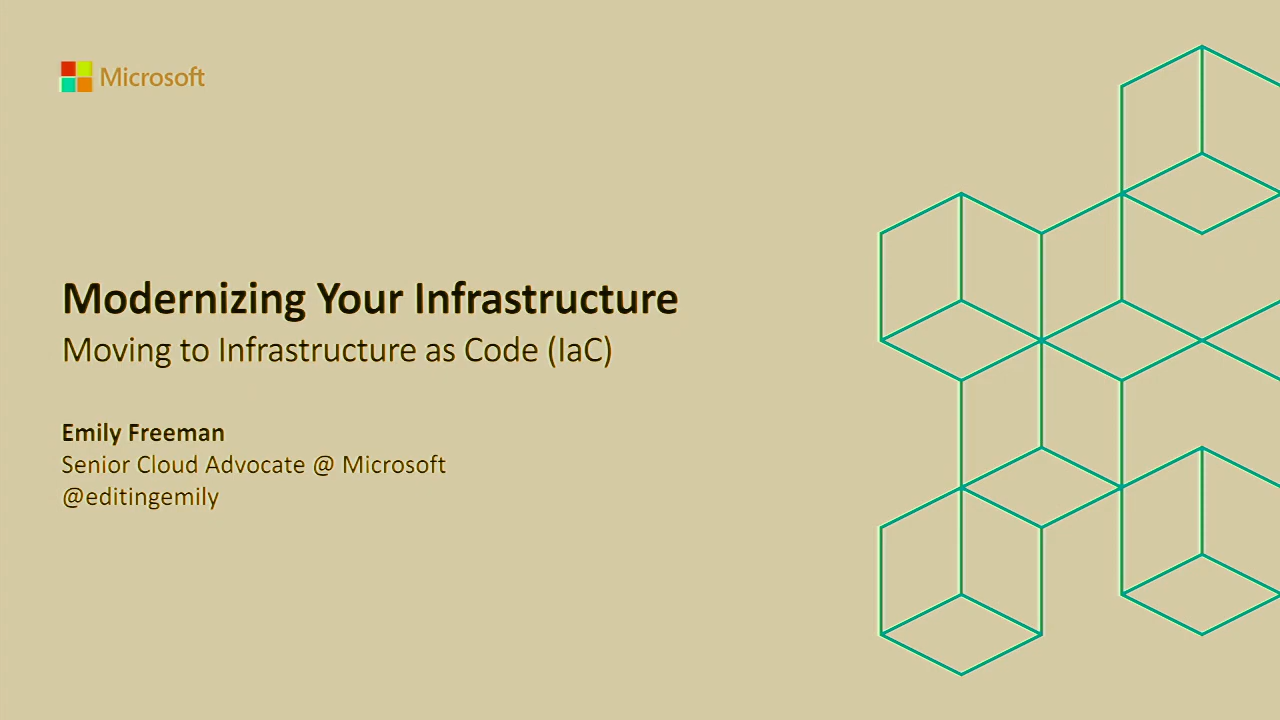 Microsoft
Modernizing Your Infrastructure
Moving to Infrastructure as Code (IaC)
Emily Freeman
Senior Cloud Advocate @ Microsoft
@editingemily